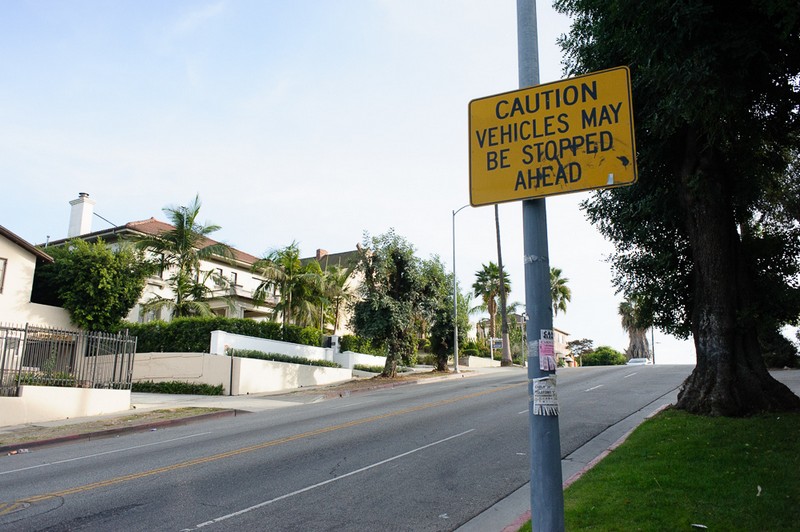 CAUTION
VEHICLES MAY
BE STOPPED
AHEAD